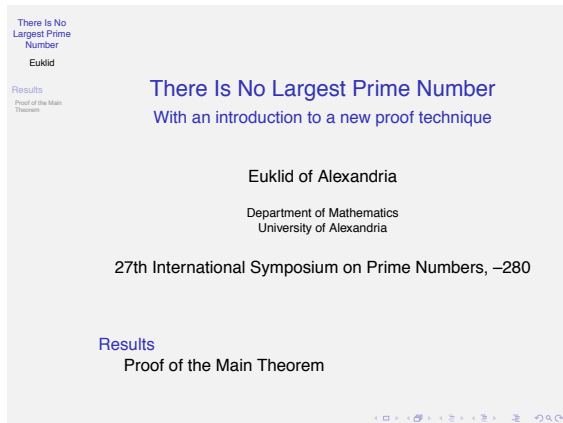 There Is No
Largest Prime
Number
Euklid
Results
Proof of the Main
Theorem
There Is No Largest Prime Number
With an introduction to a new proof technique
Euklid of Alexandria
Department of Mathematics
University of Alexandria
27th International Symposium on Prime Numbers, –280
Results
Proof of the Main Theorem